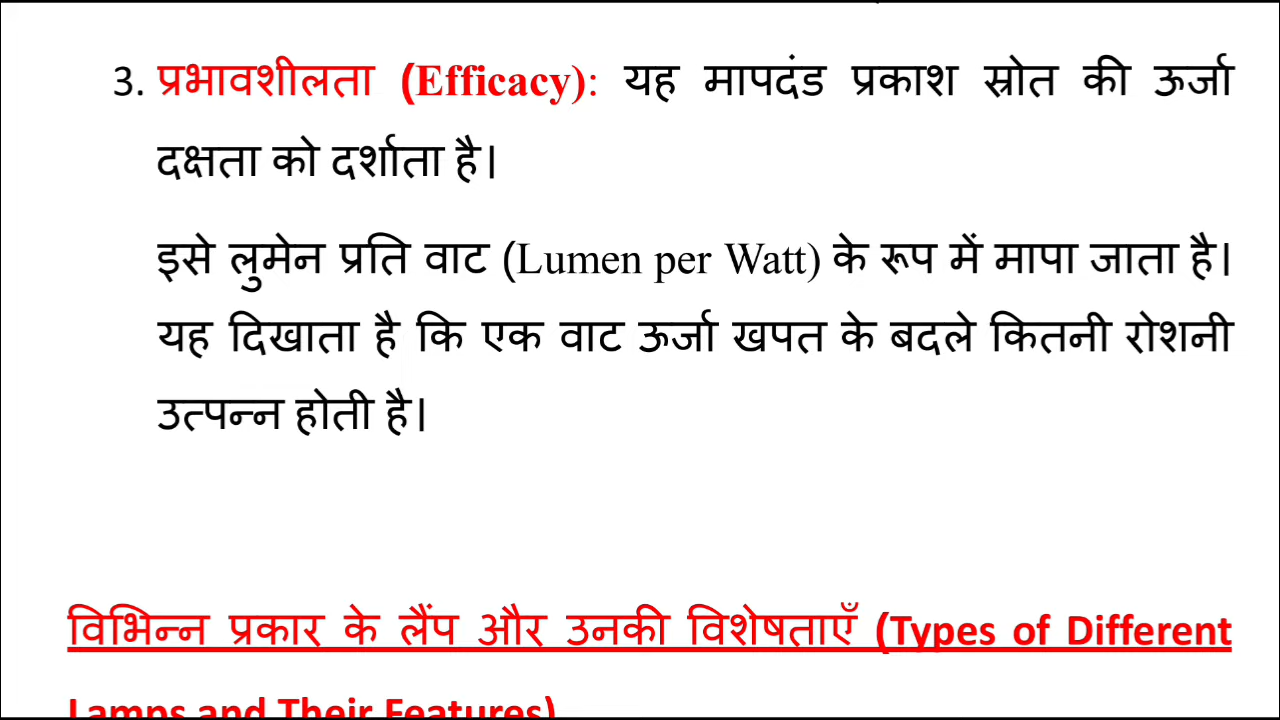 3. प्रभावशीलता (Efficacy): यह मापदंड प्रकाश स्रोत की ऊर्जा
दक्षता को दर्शाता है।
इसे लुमेन प्रति वाट (Lumen per Watt) के रूप में मापा जाता है।
यह दिखाता है कि एक वाट ऊर्जा खपत के बदले कितनी रोशनी
उत्पन्न होती है।
विभिन्न प्रकार के लैंप और उनकी विशेषताएँ (Types of Different
Lamps and Their Features)